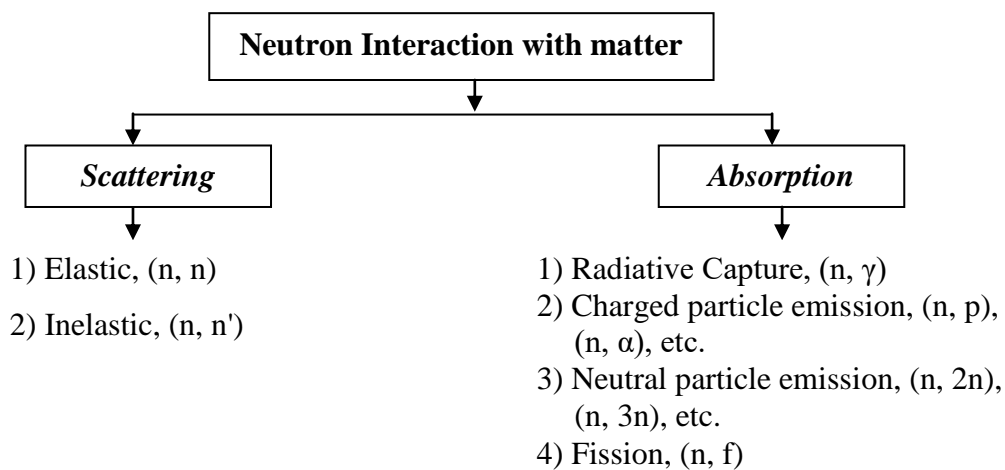 Neutron Interaction with matter
Scattering
Absorption
1) Elastic, (n, n)
2) Inelastic, (n, n')
1) Radiative Capture, (n, γ)
2) Charged particle emission, (n, p),
(n, α), etc.
3) Neutral particle emission, (n, 2n),
(n, 3n), etc.
4) Fission, (n, f)